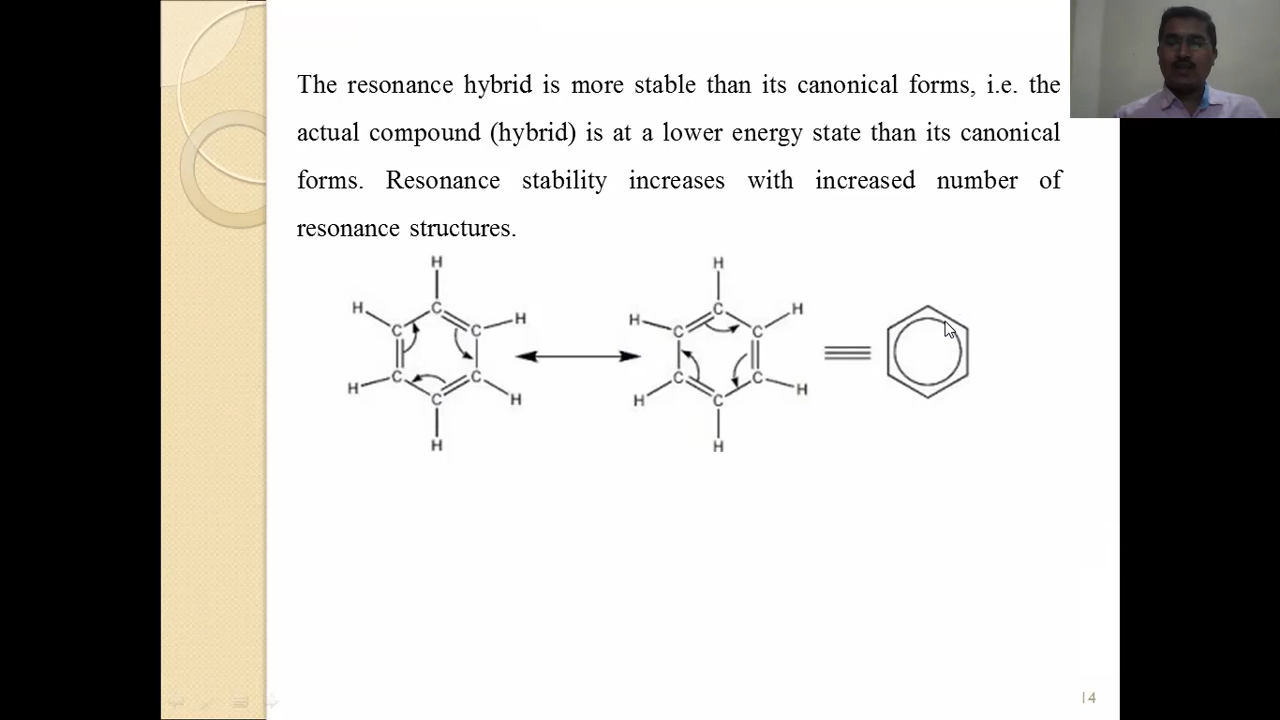 The resonance hybrid is more stable than its canonical forms, i.e. the
actual compound (hybrid) is at a lower energy state than its canonical
forms. Resonance stability increases with increased number of
resonance structures.
H H
H C H H C H
C C C C
C C C C
H C H H C H
H H
14